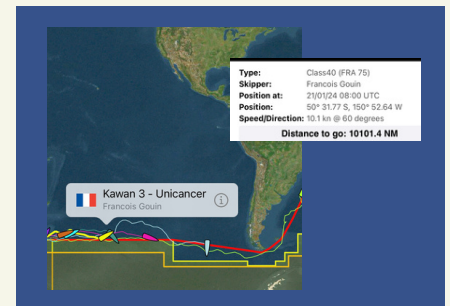 Type: Class40 (FRA 75)
Skipper: Francois Gouin
Position at: 21/01/24 08:00 UTC
Position: 50° 31.77 S, 150° 52.64 W
Speed/Direction: 10.1 kn @ 60 degrees
Distance to go: 10101.4 NM
Kawan 3 - Unicancer
Francois Gouin